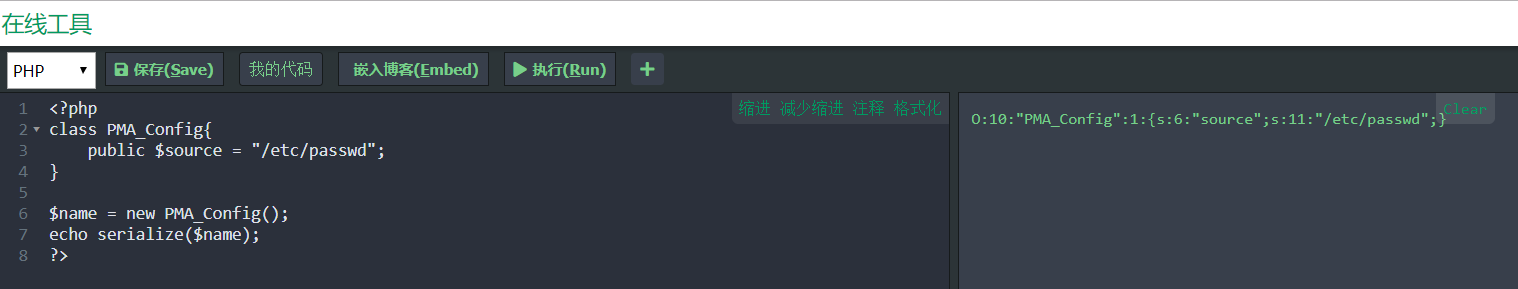 在线工具
PHP 保存(Save) 我的代码 嵌入博客(Embed) 执行(Run) +
缩进 减少缩进 注释 格式化
1 <?php
2 class PMA_Config{
3     public $source = "/etc/passwd";
4 }
5
6 $name = new PMA_Config();
7 echo serialize($name);
8 ?>
Clear
O:10:"PMA_Config":1:{s:6:"source";s:11:"/etc/passwd";}